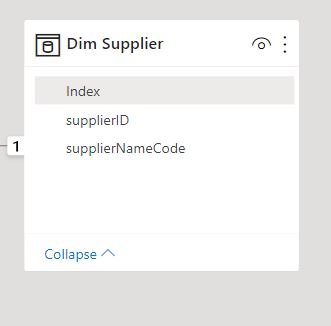 Dim Supplier
Index
supplierID
1
supplierNameCode
Collapse